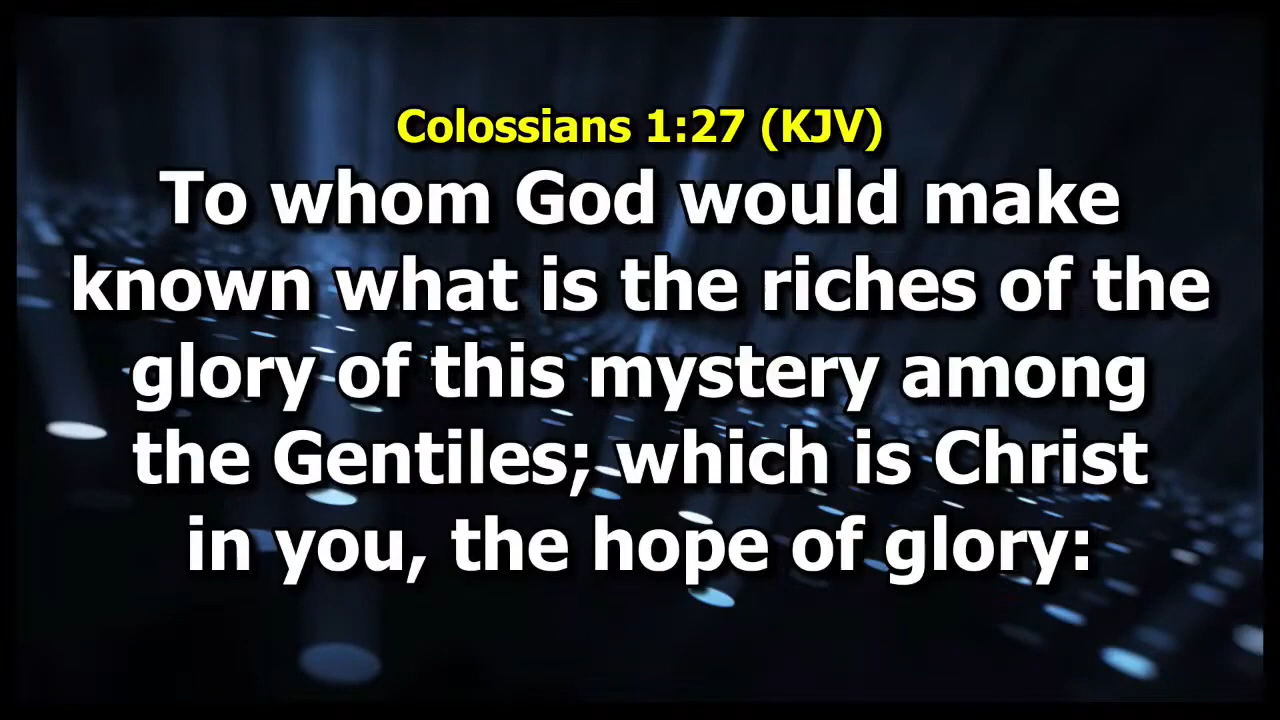 Colossians 1:27 (KJV)
To whom God would make
known what is the riches of the
glory of this mystery among
the Gentiles; which is Christ
in you, the hope of glory: